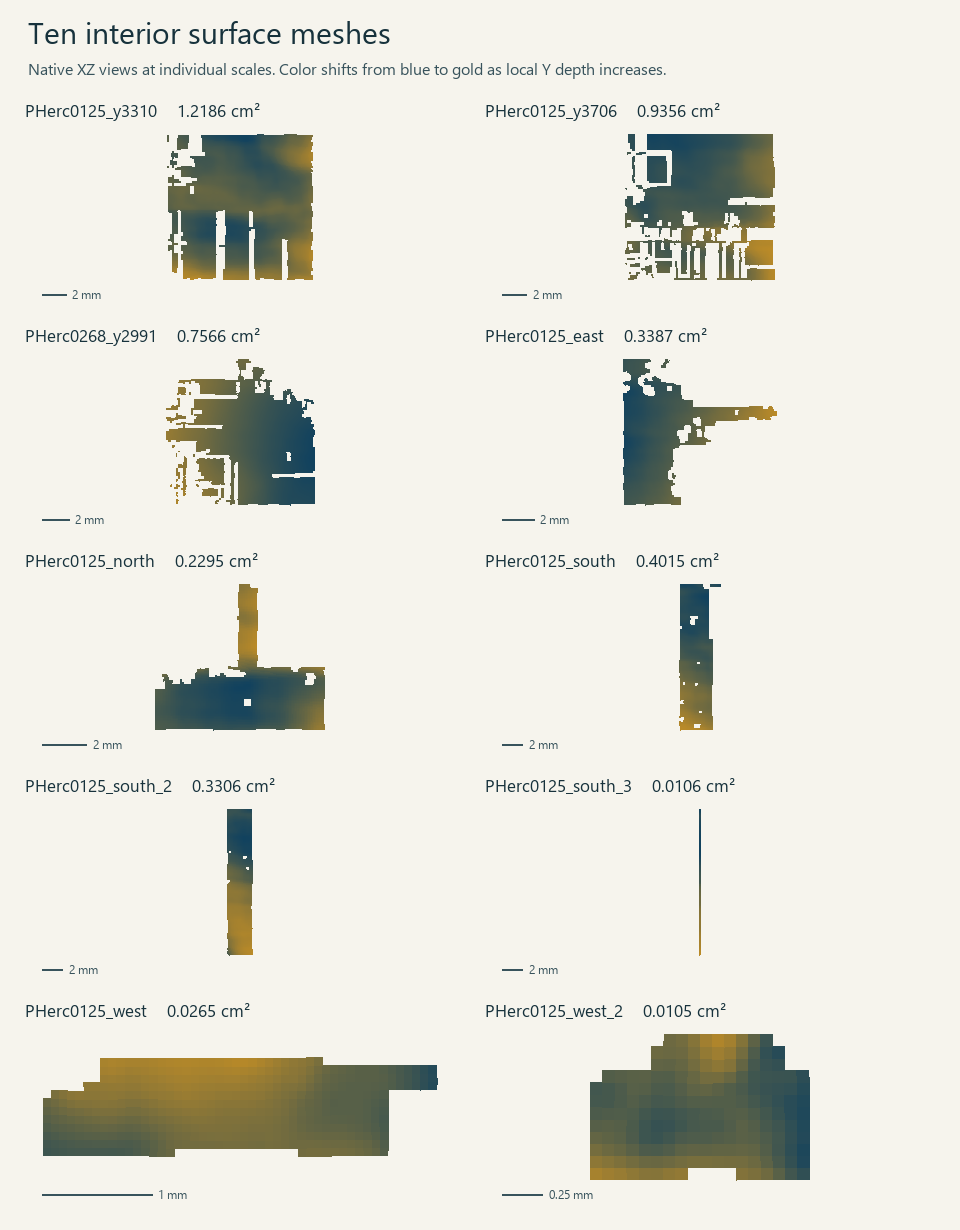 Ten interior surface meshes
Native XZ views at individual scales. Color shifts from blue to gold as local Y depth increases.
PHerc0125_y3310 1.2186 cm²
PHerc0125_y3706 0.9356 cm²
2 mm
2 mm
PHerc0268_y2991 0.7566 cm²
PHerc0125_east 0.3387 cm²
2 mm
2 mm
PHerc0125_north 0.2295 cm²
PHerc0125_south 0.4015 cm²
2 mm
2 mm
PHerc0125_south_2 0.3306 cm²
PHerc0125_south_3 0.0106 cm²
2 mm
2 mm
PHerc0125_west 0.0265 cm²
PHerc0125_west_2 0.0105 cm²
1 mm
0.25 mm